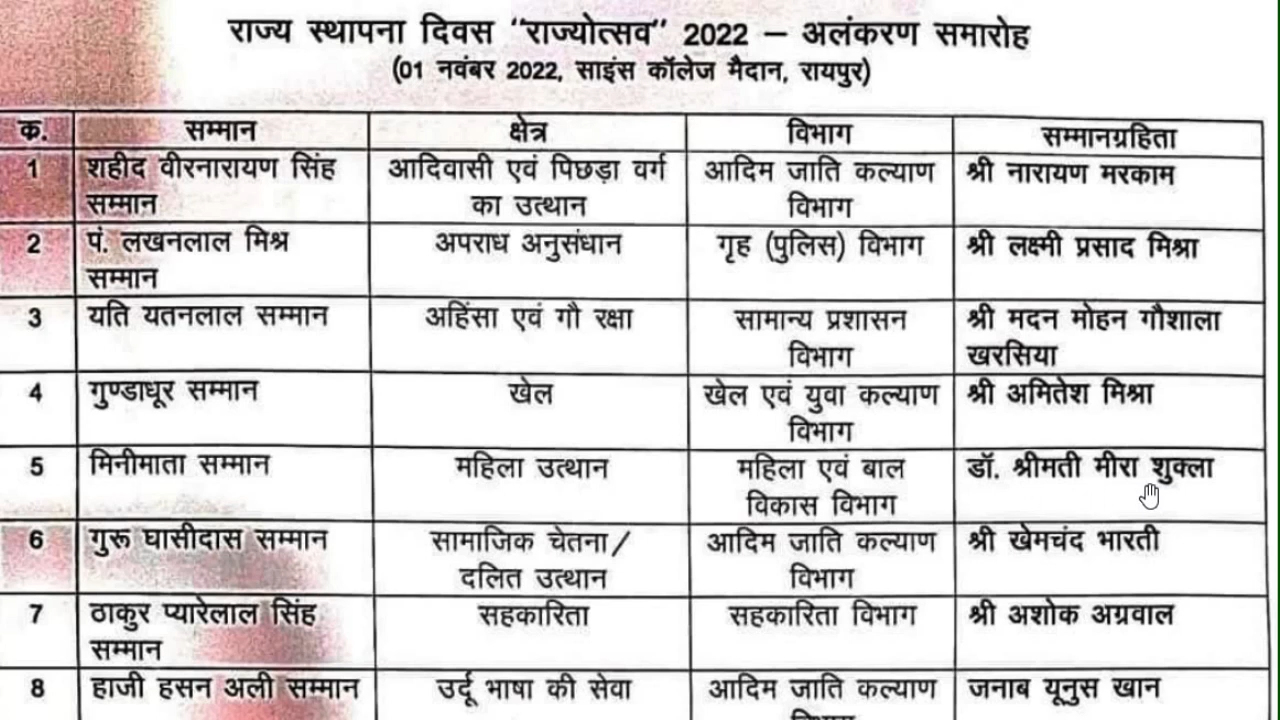 राज्य स्थापना दिवस "राज्योत्सव" 2022 – अलंकरण समारोह
(01 नवंबर 2022, साइंस कॉलेज मैदान, रायपुर)
क. सम्मान क्षेत्र विभाग सम्मानग्रहिता
1 शहीद वीरनारायण सिंह आदिवासी एवं पिछड़ा वर्ग आदिम जाति कल्याण श्री नारायण मरकाम
सम्मान का उत्थान विभाग
2 पं. लखनलाल मिश्र अपराध अनुसंधान गृह (पुलिस) विभाग श्री लक्ष्मी प्रसाद मिश्रा
सम्मान
3 यति यतनलाल सम्मान अहिंसा एवं गौ रक्षा सामान्य प्रशासन श्री मदन मोहन गौशाला
विभाग खरसिया
4 गुण्डाधूर सम्मान खेल खेल एवं युवा कल्याण श्री अमितेश मिश्रा
विभाग
5 मिनीमाता सम्मान महिला उत्थान महिला एवं बाल डॉ. श्रीमती मीरा शुक्ला
विकास विभाग
6 गुरू घासीदास सम्मान सामाजिक चेतना/ आदिम जाति कल्याण श्री खेमचंद भारती
दलित उत्थान विभाग
7 ठाकुर प्यारेलाल सिंह सहकारिता सहकारिता विभाग श्री अशोक अग्रवाल
सम्मान
8 हाजी हसन अली सम्मान उर्दू भाषा की सेवा आदिम जाति कल्याण जनाब यूनुस खान